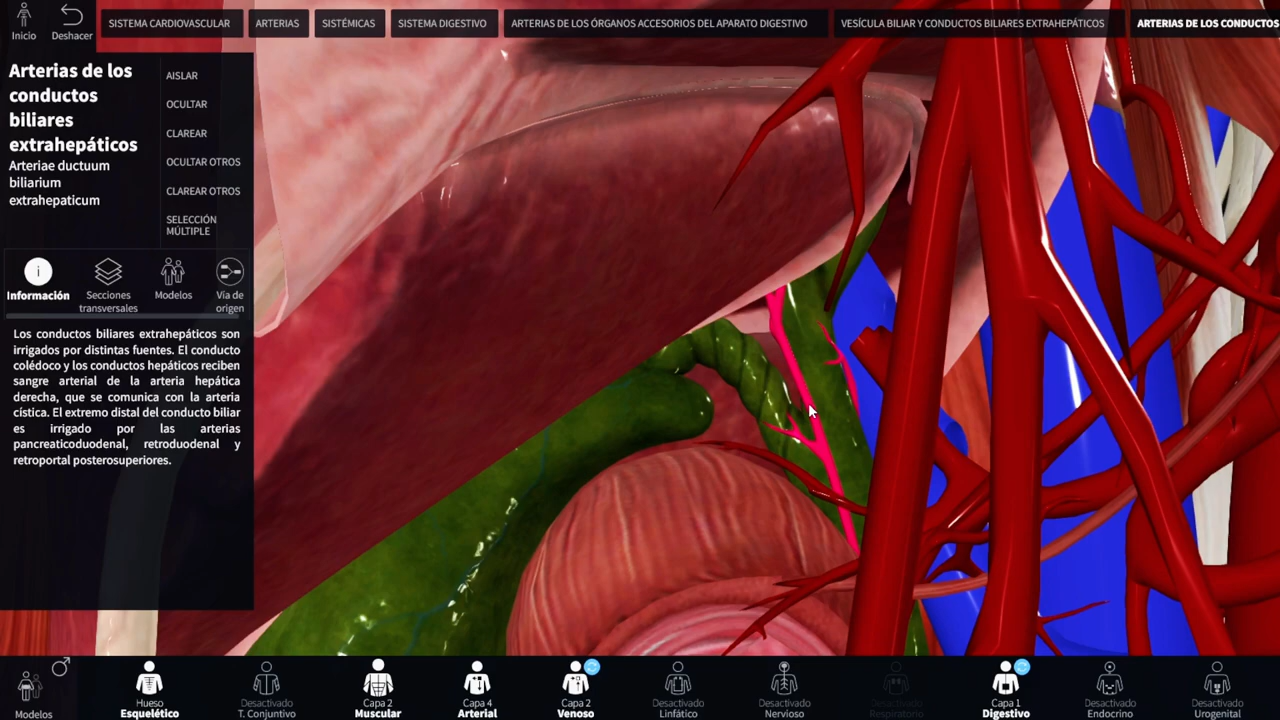 Inicio
Deshacer
SISTEMA CARDIOVASCULAR
ARTERIAS
SISTÉMICAS
SISTEMA DIGESTIVO
ARTERIAS DE LOS ÓRGANOS ACCESORIOS DEL APARATO DIGESTIVO
VESÍCULA BILIAR Y CONDUCTOS BILIARES EXTRAHEPÁTICOS
ARTERIAS DE LOS CONDUCTOS
Arterias de los
conductos
biliares
extrahepáticos
Arteriae ductuum
biliarium
extrahepaticum
AISLAR
OCULTAR
CLAREAR
OCULTAR OTROS
CLAREAR OTROS
SELECCIÓN
MÚLTIPLE
Información
Secciones
transversales
Modelos
Vía de
origen
Los conductos biliares extrahepáticos son
irrigados por distintas fuentes. El conducto
colédoco y los conductos hepáticos reciben
sangre arterial de la arteria hepática
derecha, que se comunica con la arteria
cística. El extremo distal del conducto biliar
es irrigado por las arterias
pancreaticoduodenal, retroduodenal y
retroportal posterosuperiores.
Modelos
Hueso
Esquelético
Desactivado
T. Conjuntivo
Capa 2
Muscular
Capa 4
Arterial
Capa 2
Venoso
Desactivado
Linfático
Desactivado
Nervioso
Desactivado
Respiratorio
Capa 1
Digestivo
Desactivado
Endocrino
Desactivado
Urogenital